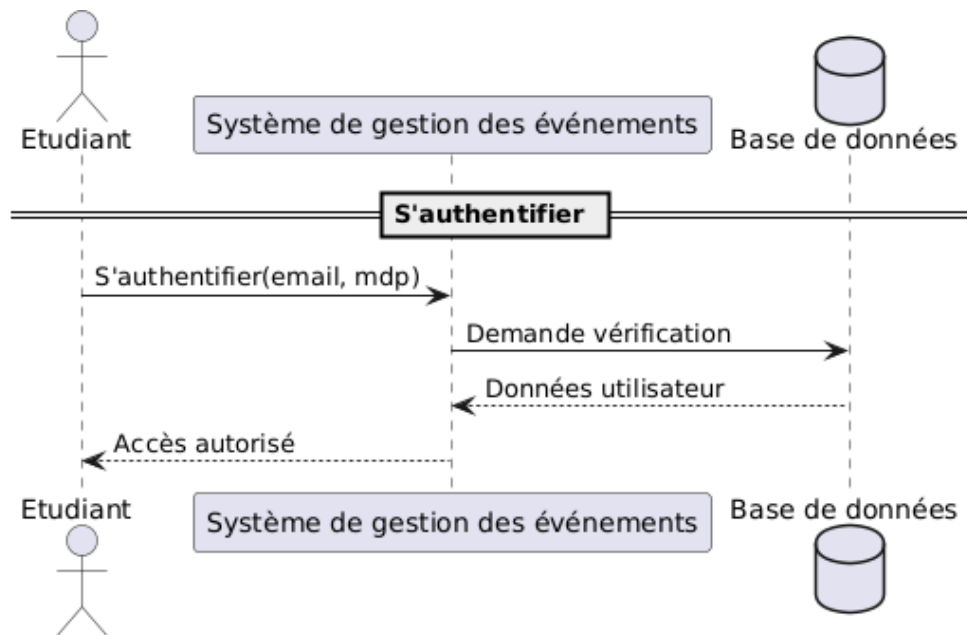 Etudiant
Système de gestion des événements
Base de données
S'authentifier
S'authentifier(email, mdp)
Demande vérification
Données utilisateur
Accès autorisé
Etudiant
Système de gestion des événements
Base de données